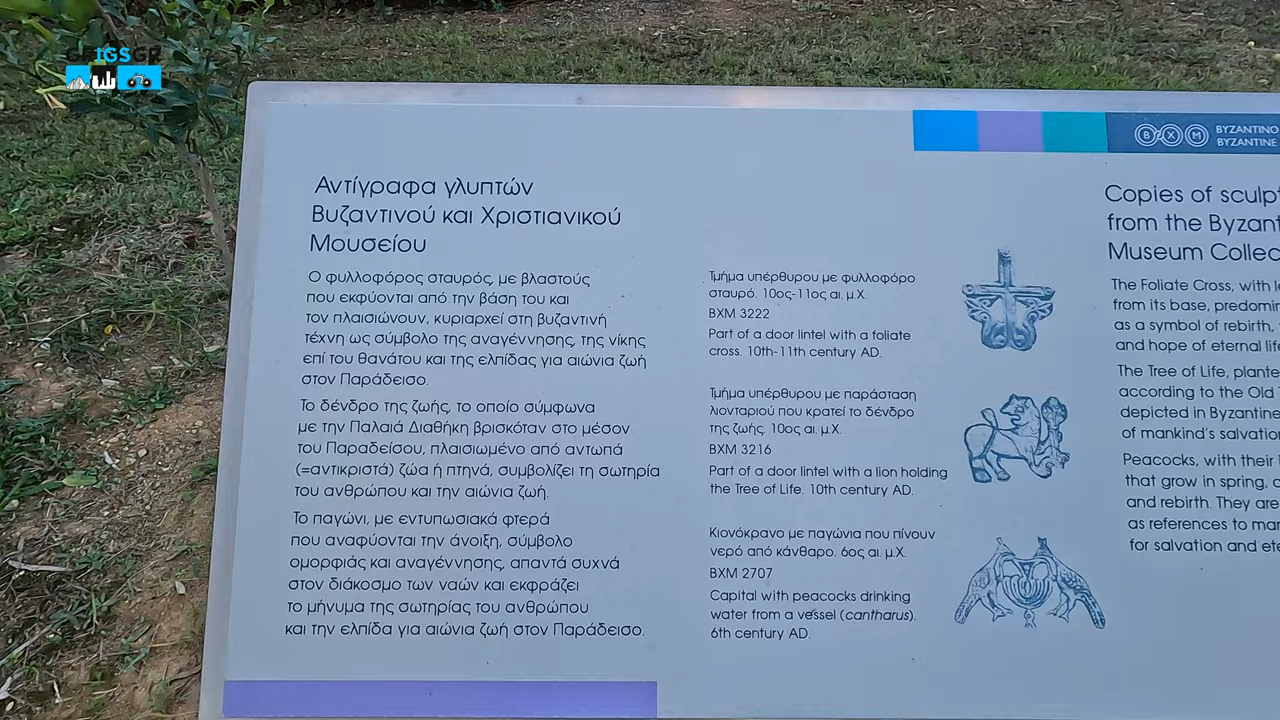 IGSGR
BXM
BYZANTINO
BYZANTINE
Αντίγραφα γλυπτών
Βυζαντινού και Χριστιανικού
Μουσείου
Ο φυλλοφόρος σταυρός, με βλαστούς
που εκφύονται από την βάση του και
τον πλαισιώνουν, κυριαρχεί στη βυζαντινή
τέχνη ως σύμβολο της αναγέννησης, της νίκης
επί του θανάτου και της ελπίδας για αιώνια ζωή
στον Παράδεισο.
Το δένδρο της ζωής, το οποίο σύμφωνα
με την Παλαιά Διαθήκη βρισκόταν στο μέσον
του Παραδείσου, πλαισιωμένο από αντωπά
(=αντικριστά) ζώα ή πτηνά, συμβολίζει τη σωτηρία
του ανθρώπου και την αιώνια ζωή.
Το παγώνι, με εντυπωσιακά φτερά
που αναφύονται την άνοιξη, σύμβολο
ομορφιάς και αναγέννησης, απαντά συχνά
στον διάκοσμο των ναών και εκφράζει
το μήνυμα της σωτηρίας του ανθρώπου
και την ελπίδα για αιώνια ζωή στον Παράδεισο.
Τμήμα υπέρθυρου με φυλλοφόρο
σταυρό. 10ος-11ος αι. μ.Χ.
ΒΧΜ 3222
Part of a door lintel with a foliate
cross. 10th-11th century AD.
Τμήμα υπέρθυρου με παράσταση
λιονταριού που κρατεί το δένδρο
της ζωής. 10ος αι. μ.Χ.
ΒΧΜ 3216
Part of a door lintel with a lion holding
the Tree of Life. 10th century AD.
Κιονόκρανο με παγώνια που πίνουν
νερό από κάνθαρο. 6ος αι. μ.Χ.
ΒΧΜ 2707
Capital with peacocks drinking
water from a vessel (cantharus).
6th century AD.
Copies of sculpt
from the Byzant
Museum Collec
The Foliate Cross, with le
from its base, predomin
as a symbol of rebirth,
and hope of eternal life
The Tree of Life, plante
according to the Old
depicted in Byzantine
of mankind's salvatio
Peacocks, with their
that grow in spring,
and rebirth. They are
as references to mar
for salvation and ete